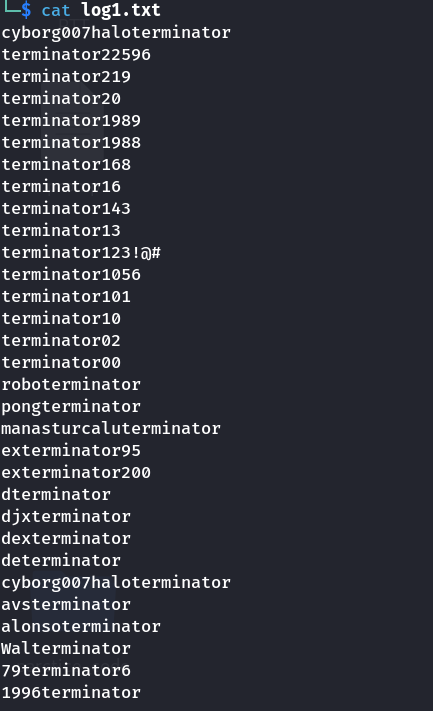 └─$ cat log1.txt
cyborg007haloterminator
terminator22596
terminator219
terminator20
terminator1989
terminator1988
terminator168
terminator16
terminator143
terminator13
terminator123!@#
terminator1056
terminator101
terminator10
terminator02
terminator00
roboterminator
pongterminator
manasturcaluterminator
exterminator95
exterminator200
dterminator
djxterminator
dexterminator
determinator
cyborg007haloterminator
avsterminator
alonsoterminator
Walterminator
79terminator6
1996terminator